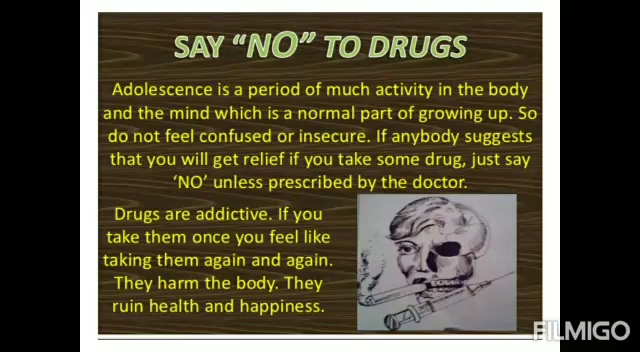 SAY “NO” TO DRUGS
Adolescence is a period of much activity in the body
and the mind which is a normal part of growing up. So
do not feel confused or insecure. If anybody suggests
that you will get relief if you take some drug, just say
‘NO’ unless prescribed by the doctor.
Drugs are addictive. If you
take them once you feel like
taking them again and again.
They harm the body. They
ruin health and happiness.
FILMIGO